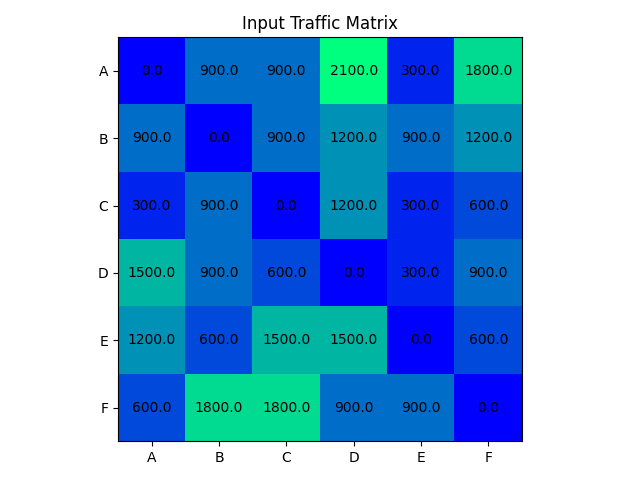 Input Traffic Matrix
A 0.0 900.0 900.0 2100.0 300.0 1800.0
B 900.0 0.0 900.0 1200.0 900.0 1200.0
C 300.0 900.0 0.0 1200.0 300.0 600.0
D 1500.0 900.0 600.0 0.0 300.0 900.0
E 1200.0 600.0 1500.0 1500.0 0.0 600.0
F 600.0 1800.0 1800.0 900.0 900.0 0.0
A B C D E F